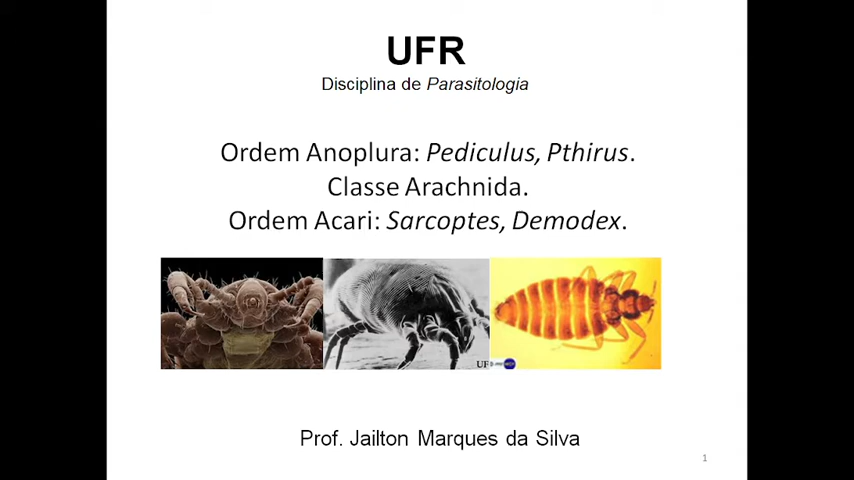 UFR
Disciplina de Parasitologia
Ordem Anoplura: Pediculus, Pthirus.
Classe Arachnida.
Ordem Acari: Sarcoptes, Demodex.
UF
Prof. Jailton Marques da Silva
1